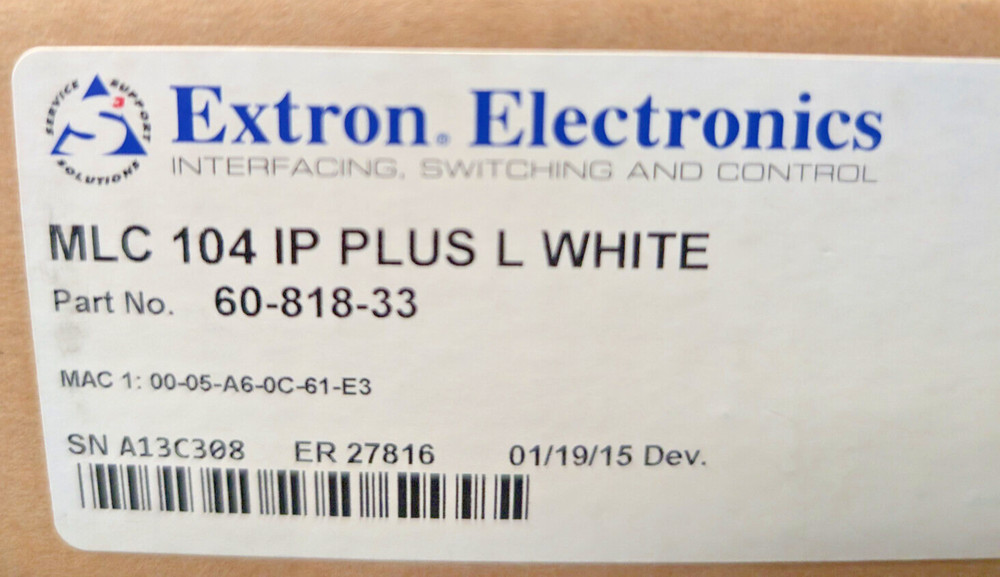 SERVICE SUPPORT SOLUTIONS
3
Extron® Electronics
INTERFACING, SWITCHING AND CONTROL
MLC 104 IP PLUS L WHITE
Part No. 60-818-33
MAC 1: 00-05-A6-0C-61-E3
SN A13C308 ER 27816 01/19/15 Dev.